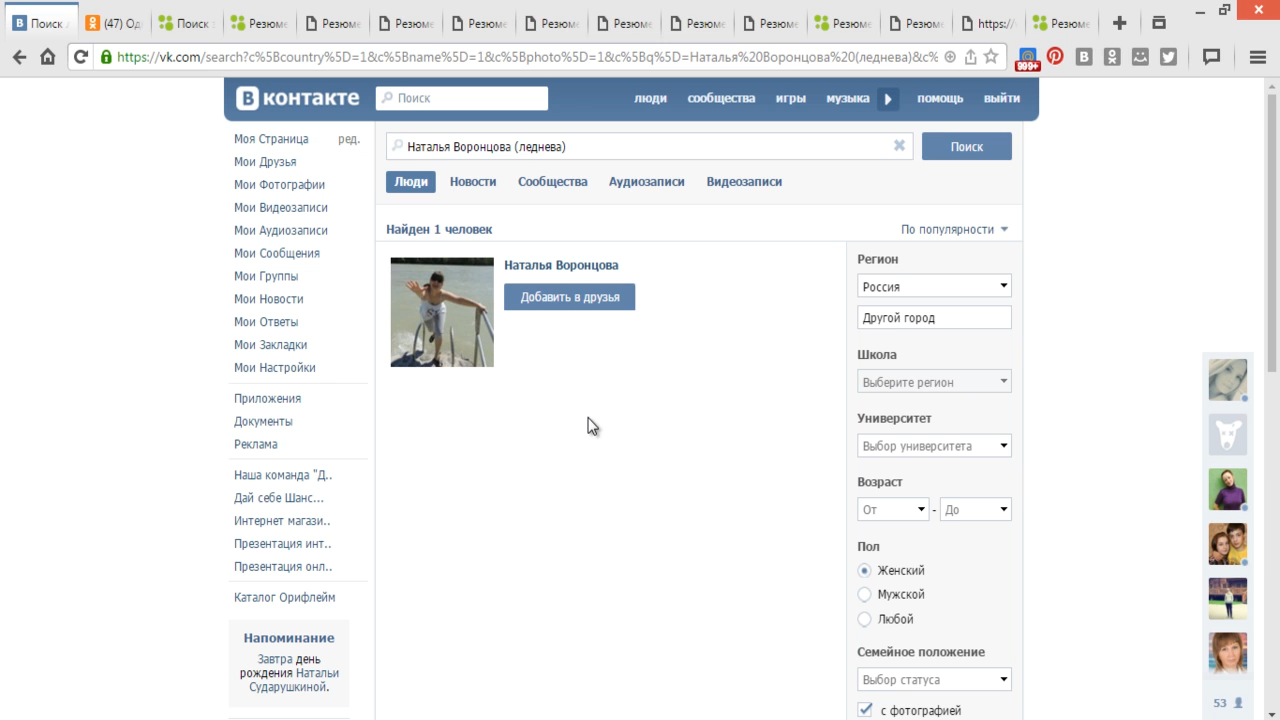 Поиск
(47) Од
Поиск
Резюме
Резюме
Резюме
Резюме
Резюме
Резюме
Резюме
Резюме
Резюме
Резюме
https://
Резюме
https://vk.com/search?c%5Bcountry%5D=1&c%5Bname%5D=1&c%5Bphoto%5D=1&c%5Bq%5D=Наталья%20Воронцова%20(леднева)&c%
999+
В контакте
Поиск
люди
сообщества
игры
музыка
помощь
выйти
Моя Страница
ред.
Мои Друзья
Мои Фотографии
Мои Видеозаписи
Мои Аудиозаписи
Мои Сообщения
Мои Группы
Мои Новости
Мои Ответы
Мои Закладки
Мои Настройки
Приложения
Документы
Реклама
Наша команда "Д..
Дай себе Шанс...
Интернет магази..
Презентация инт..
Презентация онл..
Каталог Орифлейм
Напоминание
Завтра день
рождения Натальи
Сударушкиной.
Наталья Воронцова (леднева)
Поиск
Люди
Новости
Сообщества
Аудиозаписи
Видеозаписи
Найден 1 человек
По популярности
Наталья Воронцова
Добавить в друзья
Регион
Россия
Другой город
Школа
Выберите регион
Университет
Выбор университета
Возраст
От
-
До
Пол
Женский
Мужской
Любой
Семейное положение
Выбор статуса
с фотографией
53